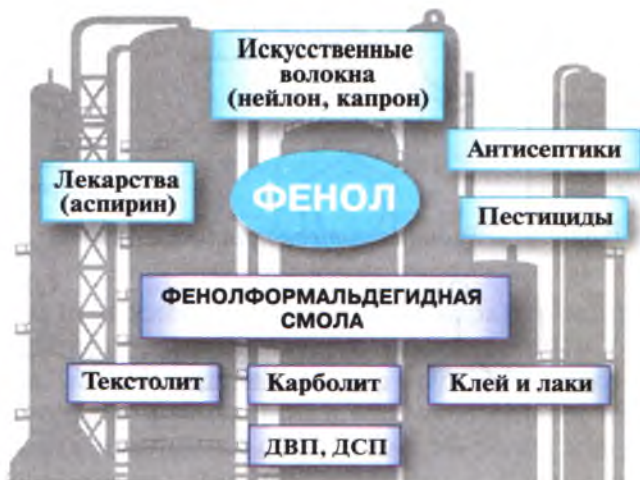 Искусственные
волокна
(нейлон, капрон)
Антисептики
Лекарства
(аспирин)
ФЕНОЛ
Пестициды
ФЕНОЛФОРМАЛЬДЕГИДНАЯ
СМОЛА
Текстолит
Карболит
Клей и лаки
ДВП, ДСП